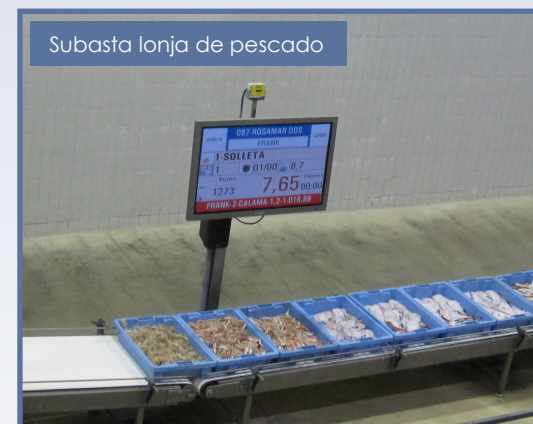 Subasta lonja de pescado
087-ROSAMAR DOS
FRANK
1-SOLLETA
1 01/00 8,7
Euros
1273 7,65 00:00
FRANK-2-CALAMA-1,2-1-018,89